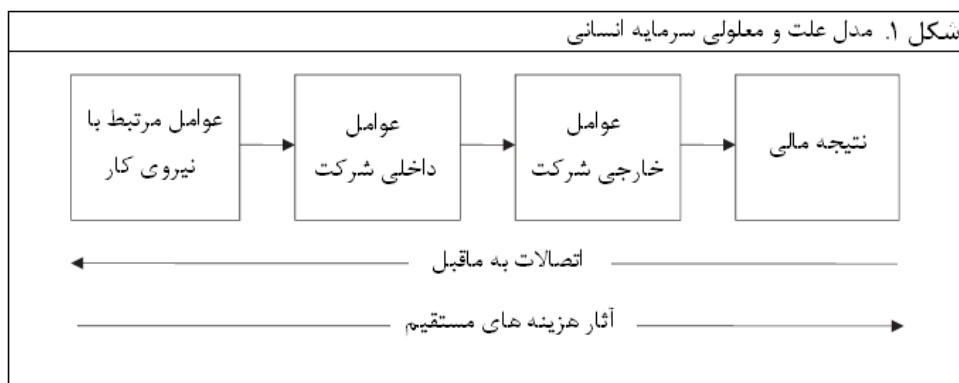 شکل ۱. مدل علت و معلولی سرمایه انسانی
عوامل مرتبط با
نیروی کار
عوامل
داخلی شرکت
عوامل
خارجی شرکت
نتیجه مالی
اتصالات به ماقبل
آثار هزینه های مستقیم